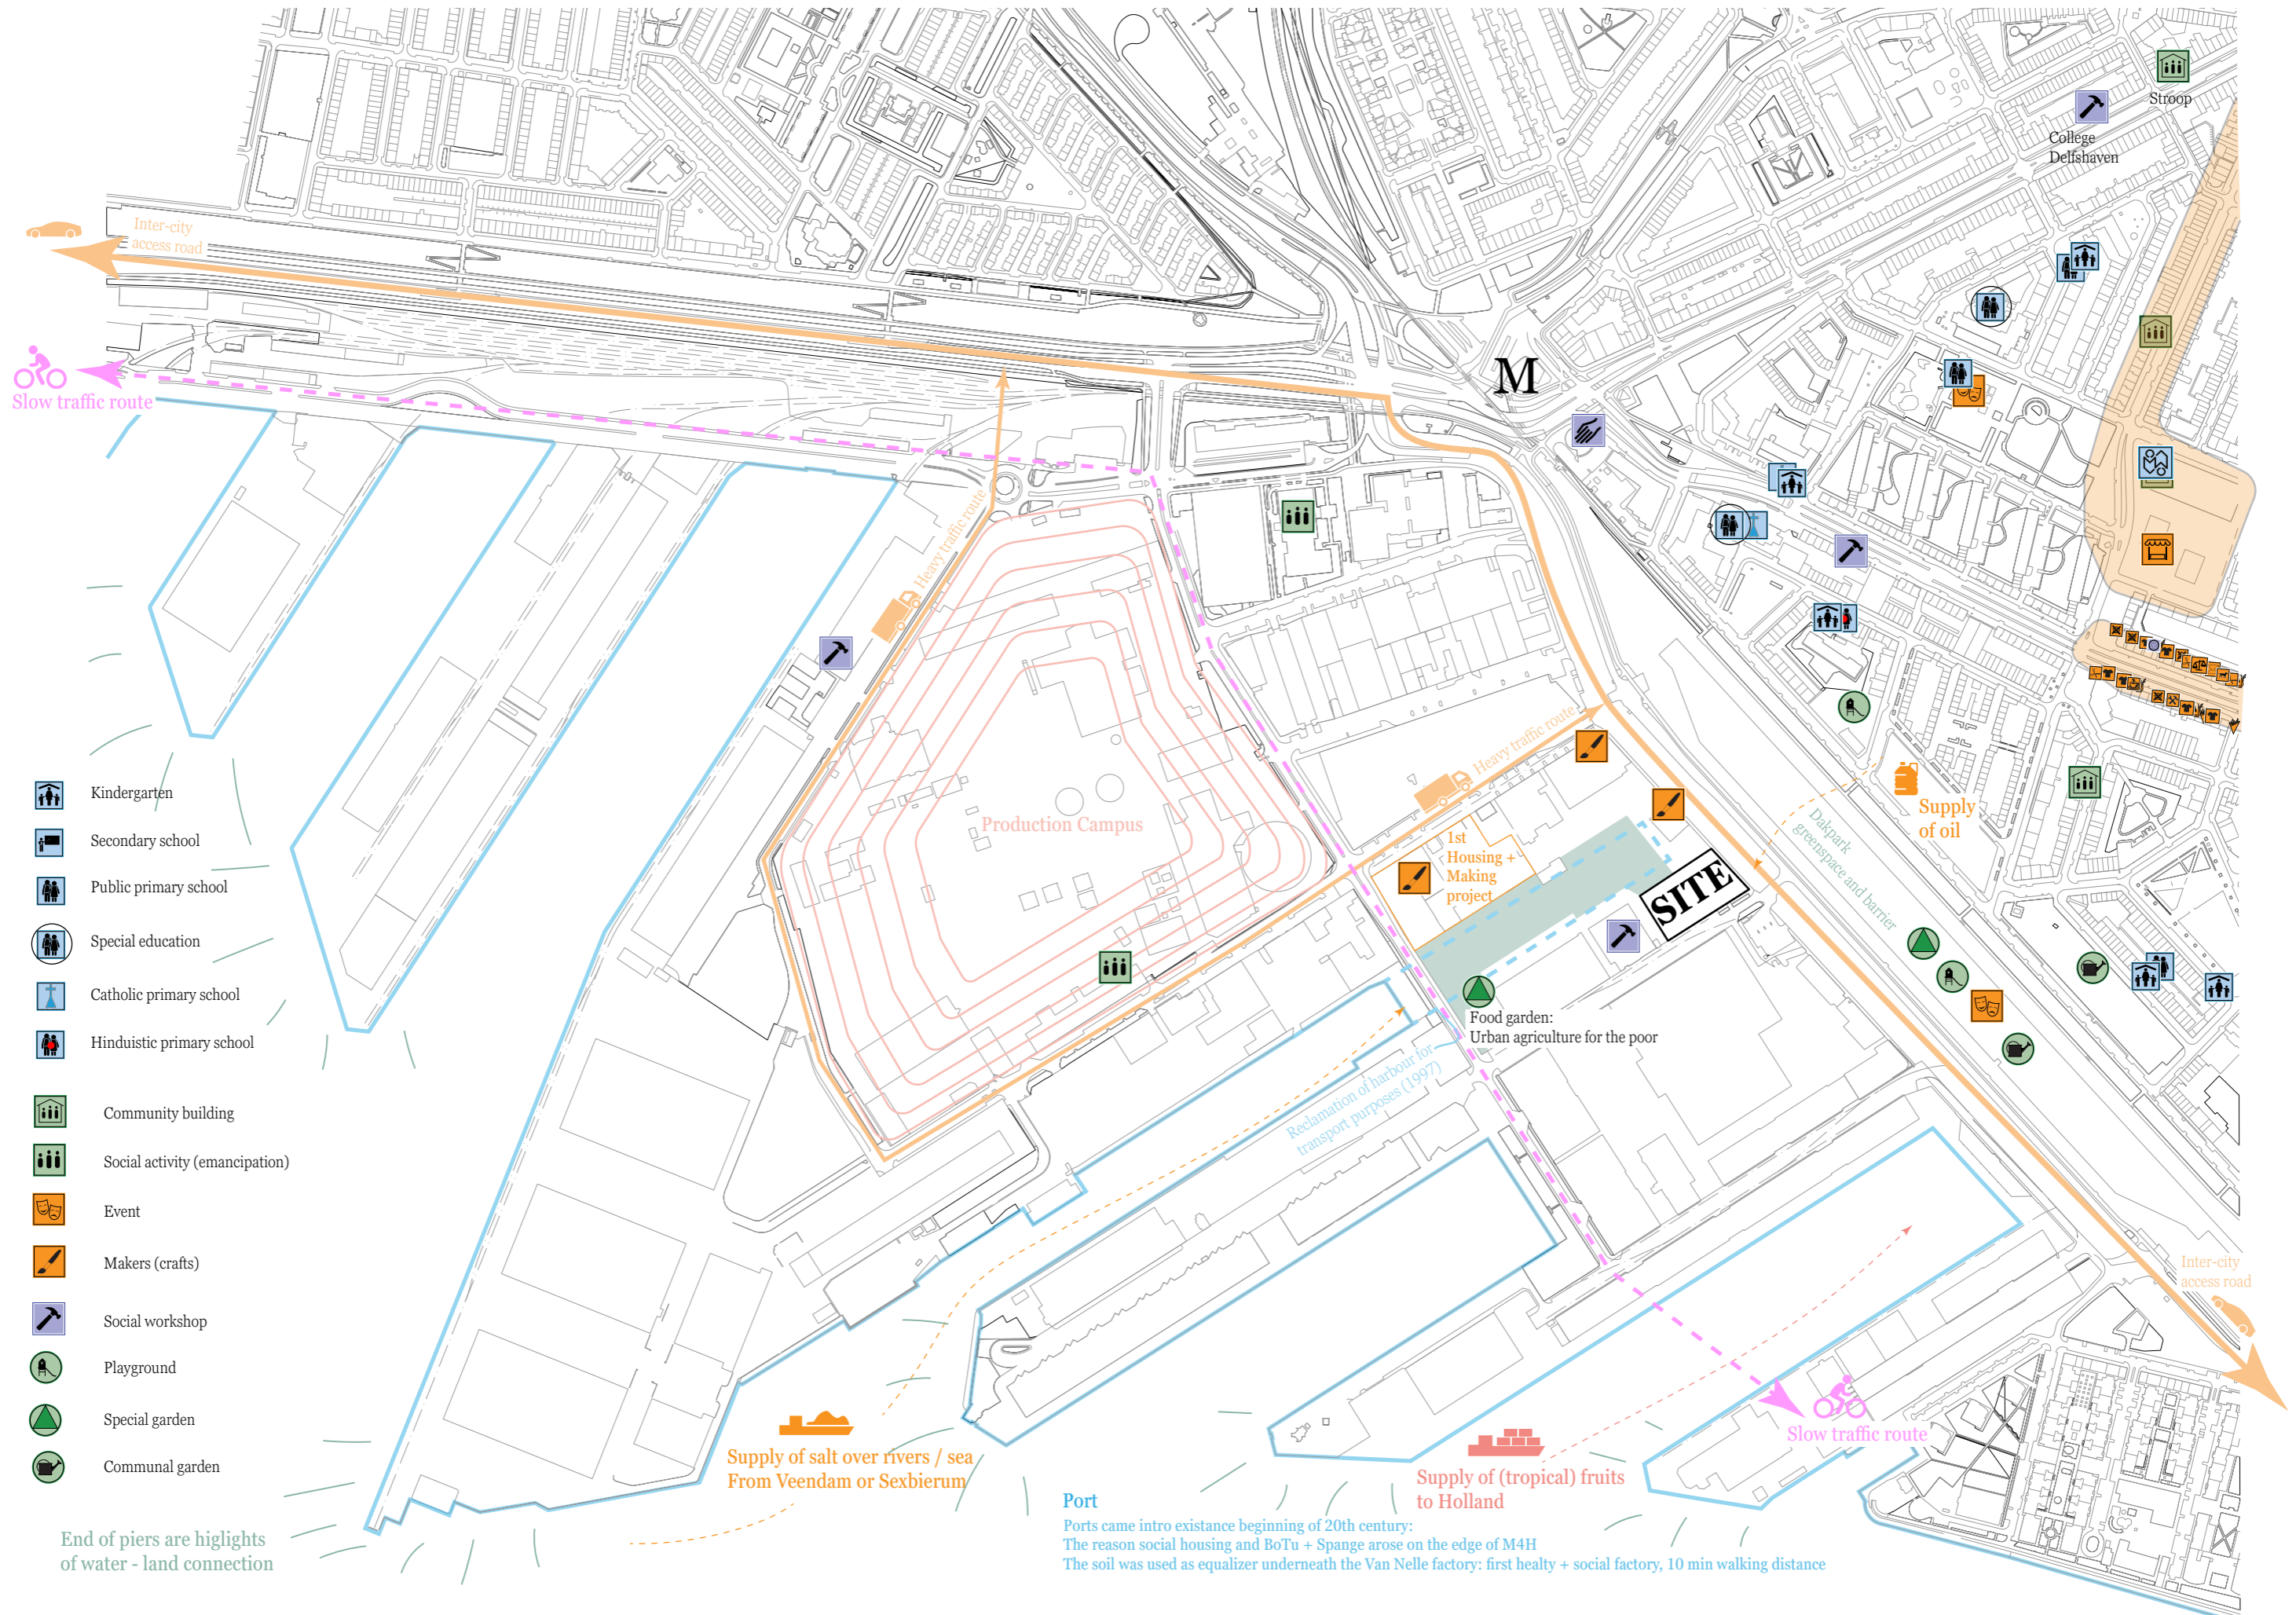 Stroop
College
Delfshaven
Inter-city
access road
M
Slow traffic route
Heavy traffic route
Production Campus
Heavy traffic route
1st
Housing +
Making
project
SITE
Supply
of oil
Dakpark
greenspace and barrier
Food garden:
Urban agriculture for the poor
Reclamation of harbour for
transport purposes (1997)
Kindergarten
Secondary school
Public primary school
Special education
Catholic primary school
Hinduistic primary school
Community building
Social activity (emancipation)
Event
Makers (crafts)
Social workshop
Playground
Special garden
Communal garden
Inter-city
access road
Slow traffic route
Supply of salt over rivers / sea
From Veendam or Sexbierum
Supply of (tropical) fruits
to Holland
Port
Ports came intro existance beginning of 20th century:
The reason social housing and BoTu + Spange arose on the edge of M4H
The soil was used as equalizer underneath the Van Nelle factory: first healty + social factory, 10 min walking distance
End of piers are higlights
of water - land connection